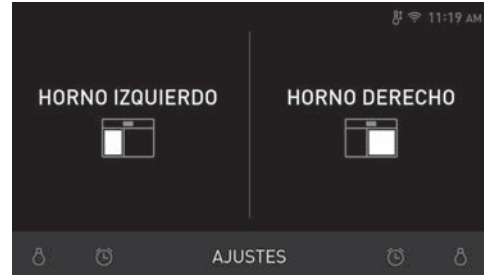 11:19 AM
HORNO IZQUIERDO
HORNO DERECHO
AJUSTES